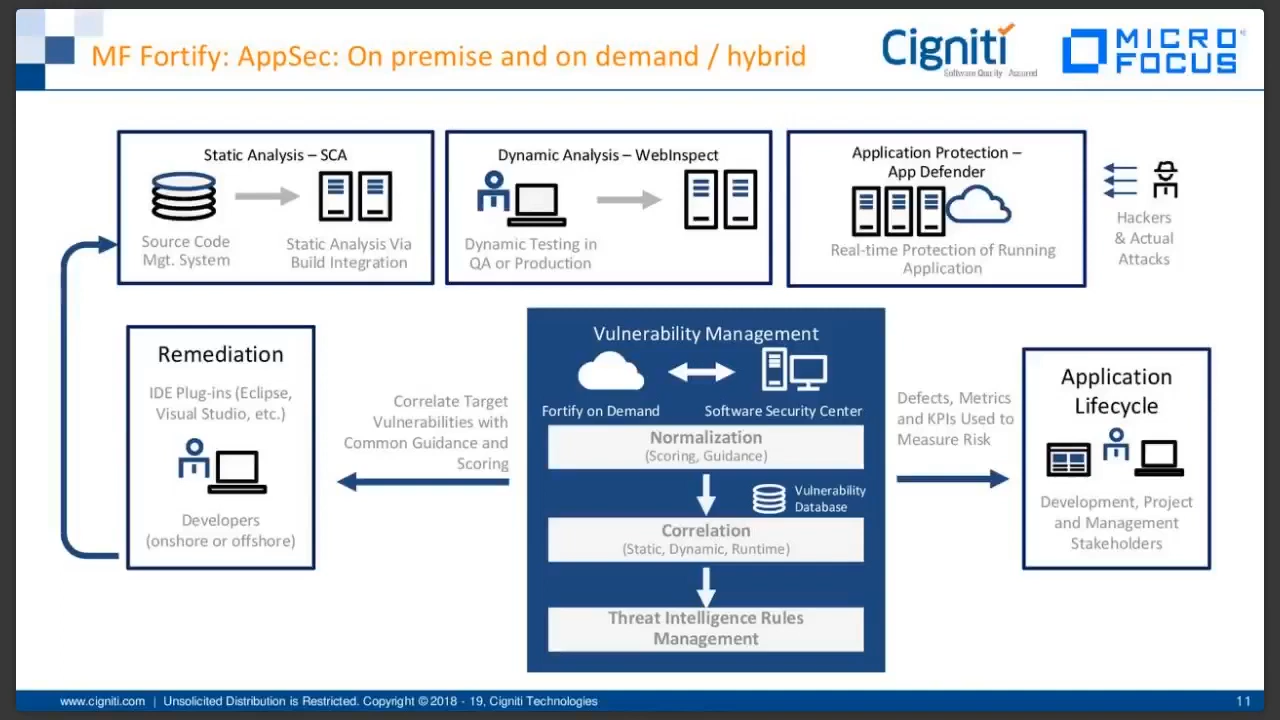 MF Fortify: AppSec: On premise and on demand / hybrid
Cigniti
Software Quality Assured
MICRO
FOCUS
Static Analysis – SCA
Source Code
Mgt. System
Static Analysis Via
Build Integration
Dynamic Analysis – WebInspect
Dynamic Testing in
QA or Production
Application Protection –
App Defender
Real-time Protection of Running
Application
Hackers
& Actual
Attacks
Remediation
IDE Plug-ins (Eclipse,
Visual Studio, etc.)
Developers
(onshore or offshore)
Correlate Target
Vulnerabilities with
Common Guidance and
Scoring
Vulnerability Management
Fortify on Demand
Software Security Center
Normalization
(Scoring, Guidance)
Vulnerability
Database
Correlation
(Static, Dynamic, Runtime)
Threat Intelligence Rules
Management
Defects, Metrics
and KPIs Used to
Measure Risk
Application
Lifecycle
Development, Project
and Management
Stakeholders
www.cigniti.com | Unsolicited Distribution is Restricted. Copyright © 2018 - 19, Cigniti Technologies
11